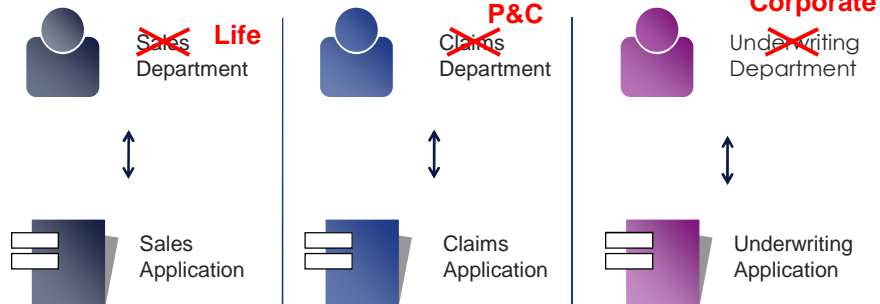 Sales Life
Department
P&C
Claims
Department
Corporate
Underwriting
Department
Sales
Application
Claims
Application
Underwriting
Application